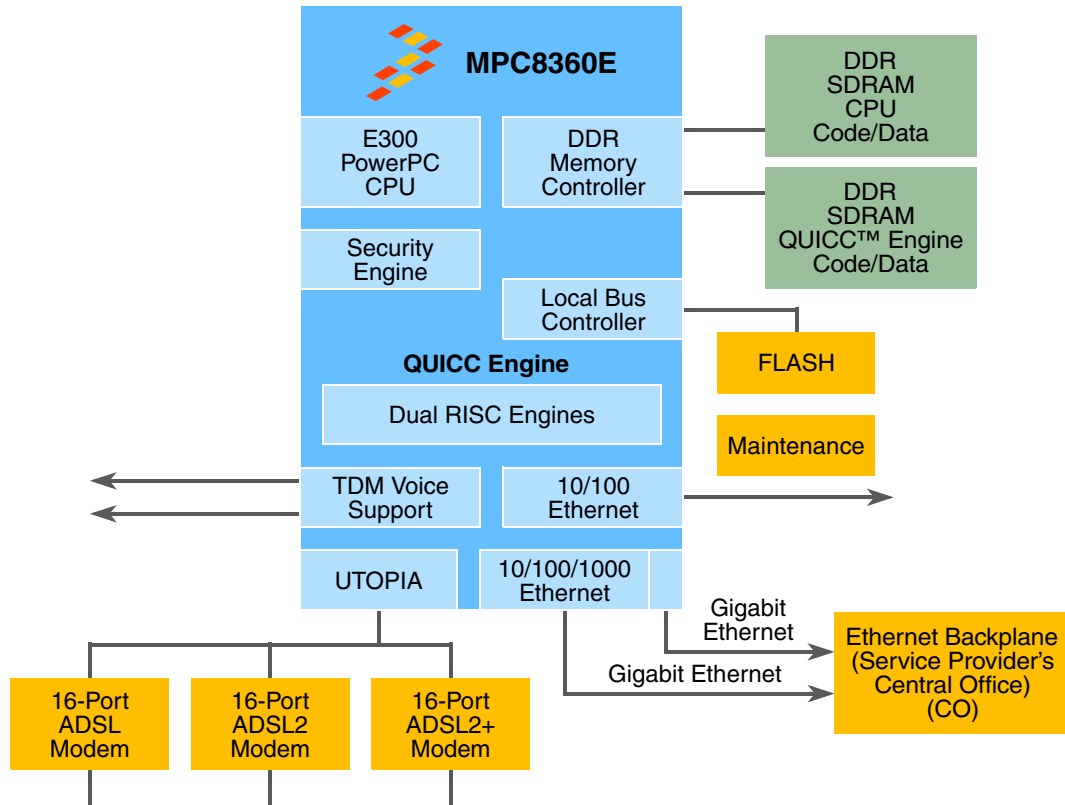 MPC8360E
DDR
SDRAM
CPU
Code/Data
E300
PowerPC
CPU
DDR
Memory
Controller
DDR
SDRAM
QUICC™ Engine
Code/Data
Security
Engine
Local Bus
Controller
FLASH
QUICC Engine
Dual RISC Engines
Maintenance
TDM Voice
Support
10/100
Ethernet
UTOPIA
10/100/1000
Ethernet
Gigabit
Ethernet
Gigabit Ethernet
Ethernet Backplane
(Service Provider's
Central Office)
(CO)
16-Port
ADSL
Modem
16-Port
ADSL2
Modem
16-Port
ADSL2+
Modem